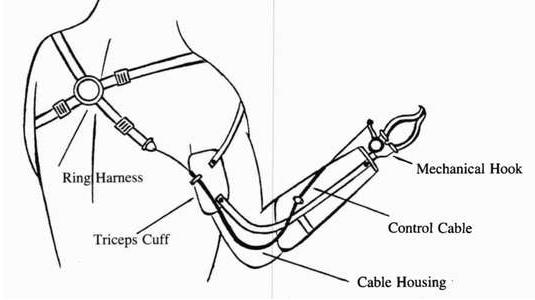 Ring Harness
Mechanical Hook
Triceps Cuff
Control Cable
Cable Housing